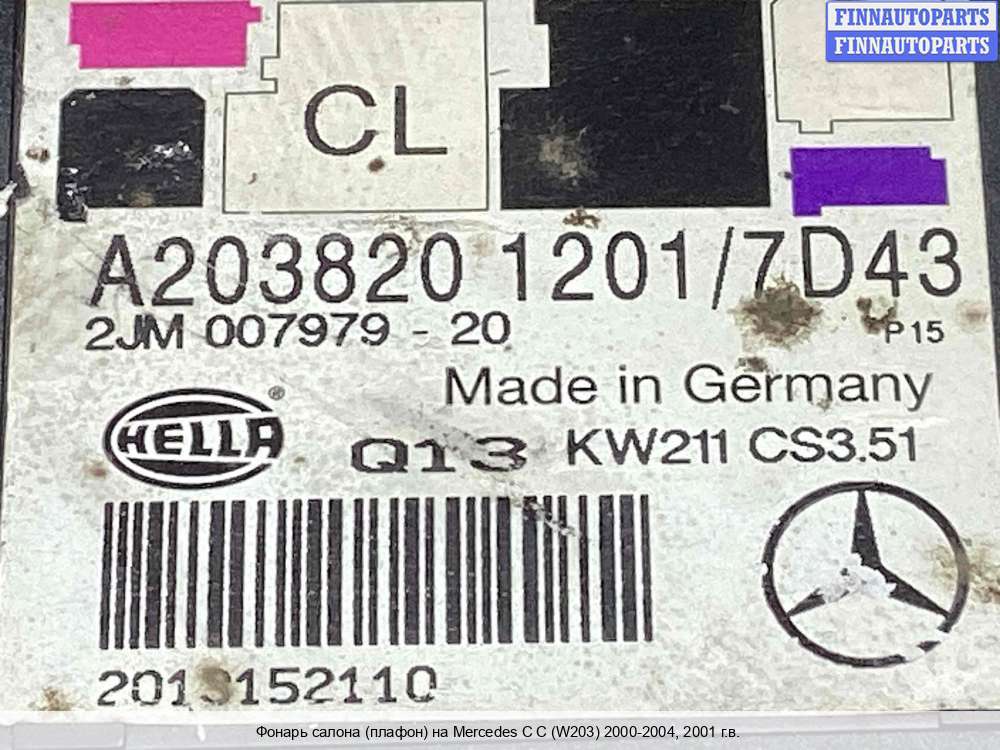 FINNAUTOPARTS
FINNAUTOPARTS
CL
A203820 1201/7D43
2JM 007979 - 20
P15
Made in Germany
HELLA ®
Q13 KW211 CS3.51
Фонарь салона (плафон) на Mercedes C C (W203) 2000-2004, 2001 г.в.